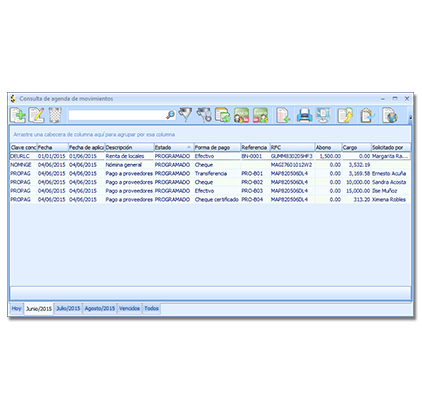 Consulta de agenda de movimientos
Arrastre una cabecera de columna aquí para agrupar por esa columna
Clave conc Fecha Fecha de aplica Descripción Estado Forma de pago Referencia RFC Abono Cargo Solicitado por
DEURLC 01/01/2015 01/06/2015 Renta de locales PROGRAMADO Efectivo BN-0001 GUMM830205HF3 1,500.00 0.00 Margarita Ra...
NOMNGE 04/06/2015 04/06/2015 Nómina general PROGRAMADO Cheque MAGI7601012W2 0.00 3,532.19
PROPAG 04/06/2015 04/06/2015 Pago a proveedores PROGRAMADO Transferencia PRO-B01 MAP820506DL4 0.00 3,169.58 Ernesto Acuña
PROPAG 04/06/2015 04/06/2015 Pago a proveedores PROGRAMADO Cheque PRO-B02 MAP820506DL4 0.00 10,000.00 Sandra Acosta
PROPAG 04/06/2015 04/06/2015 Pago a proveedores PROGRAMADO Efectivo PRO-B03 MAP820506DL4 0.00 15,000.00 Ilse Muñoz
PROPAG 04/06/2015 04/06/2015 Pago a proveedores PROGRAMADO Cheque certificado PRO-B04 MAP820506DL4 0.00 313.20 Ximena Robles
Hoy Junio/2015 Julio/2015 Agosto/2015 Vencidos Todos